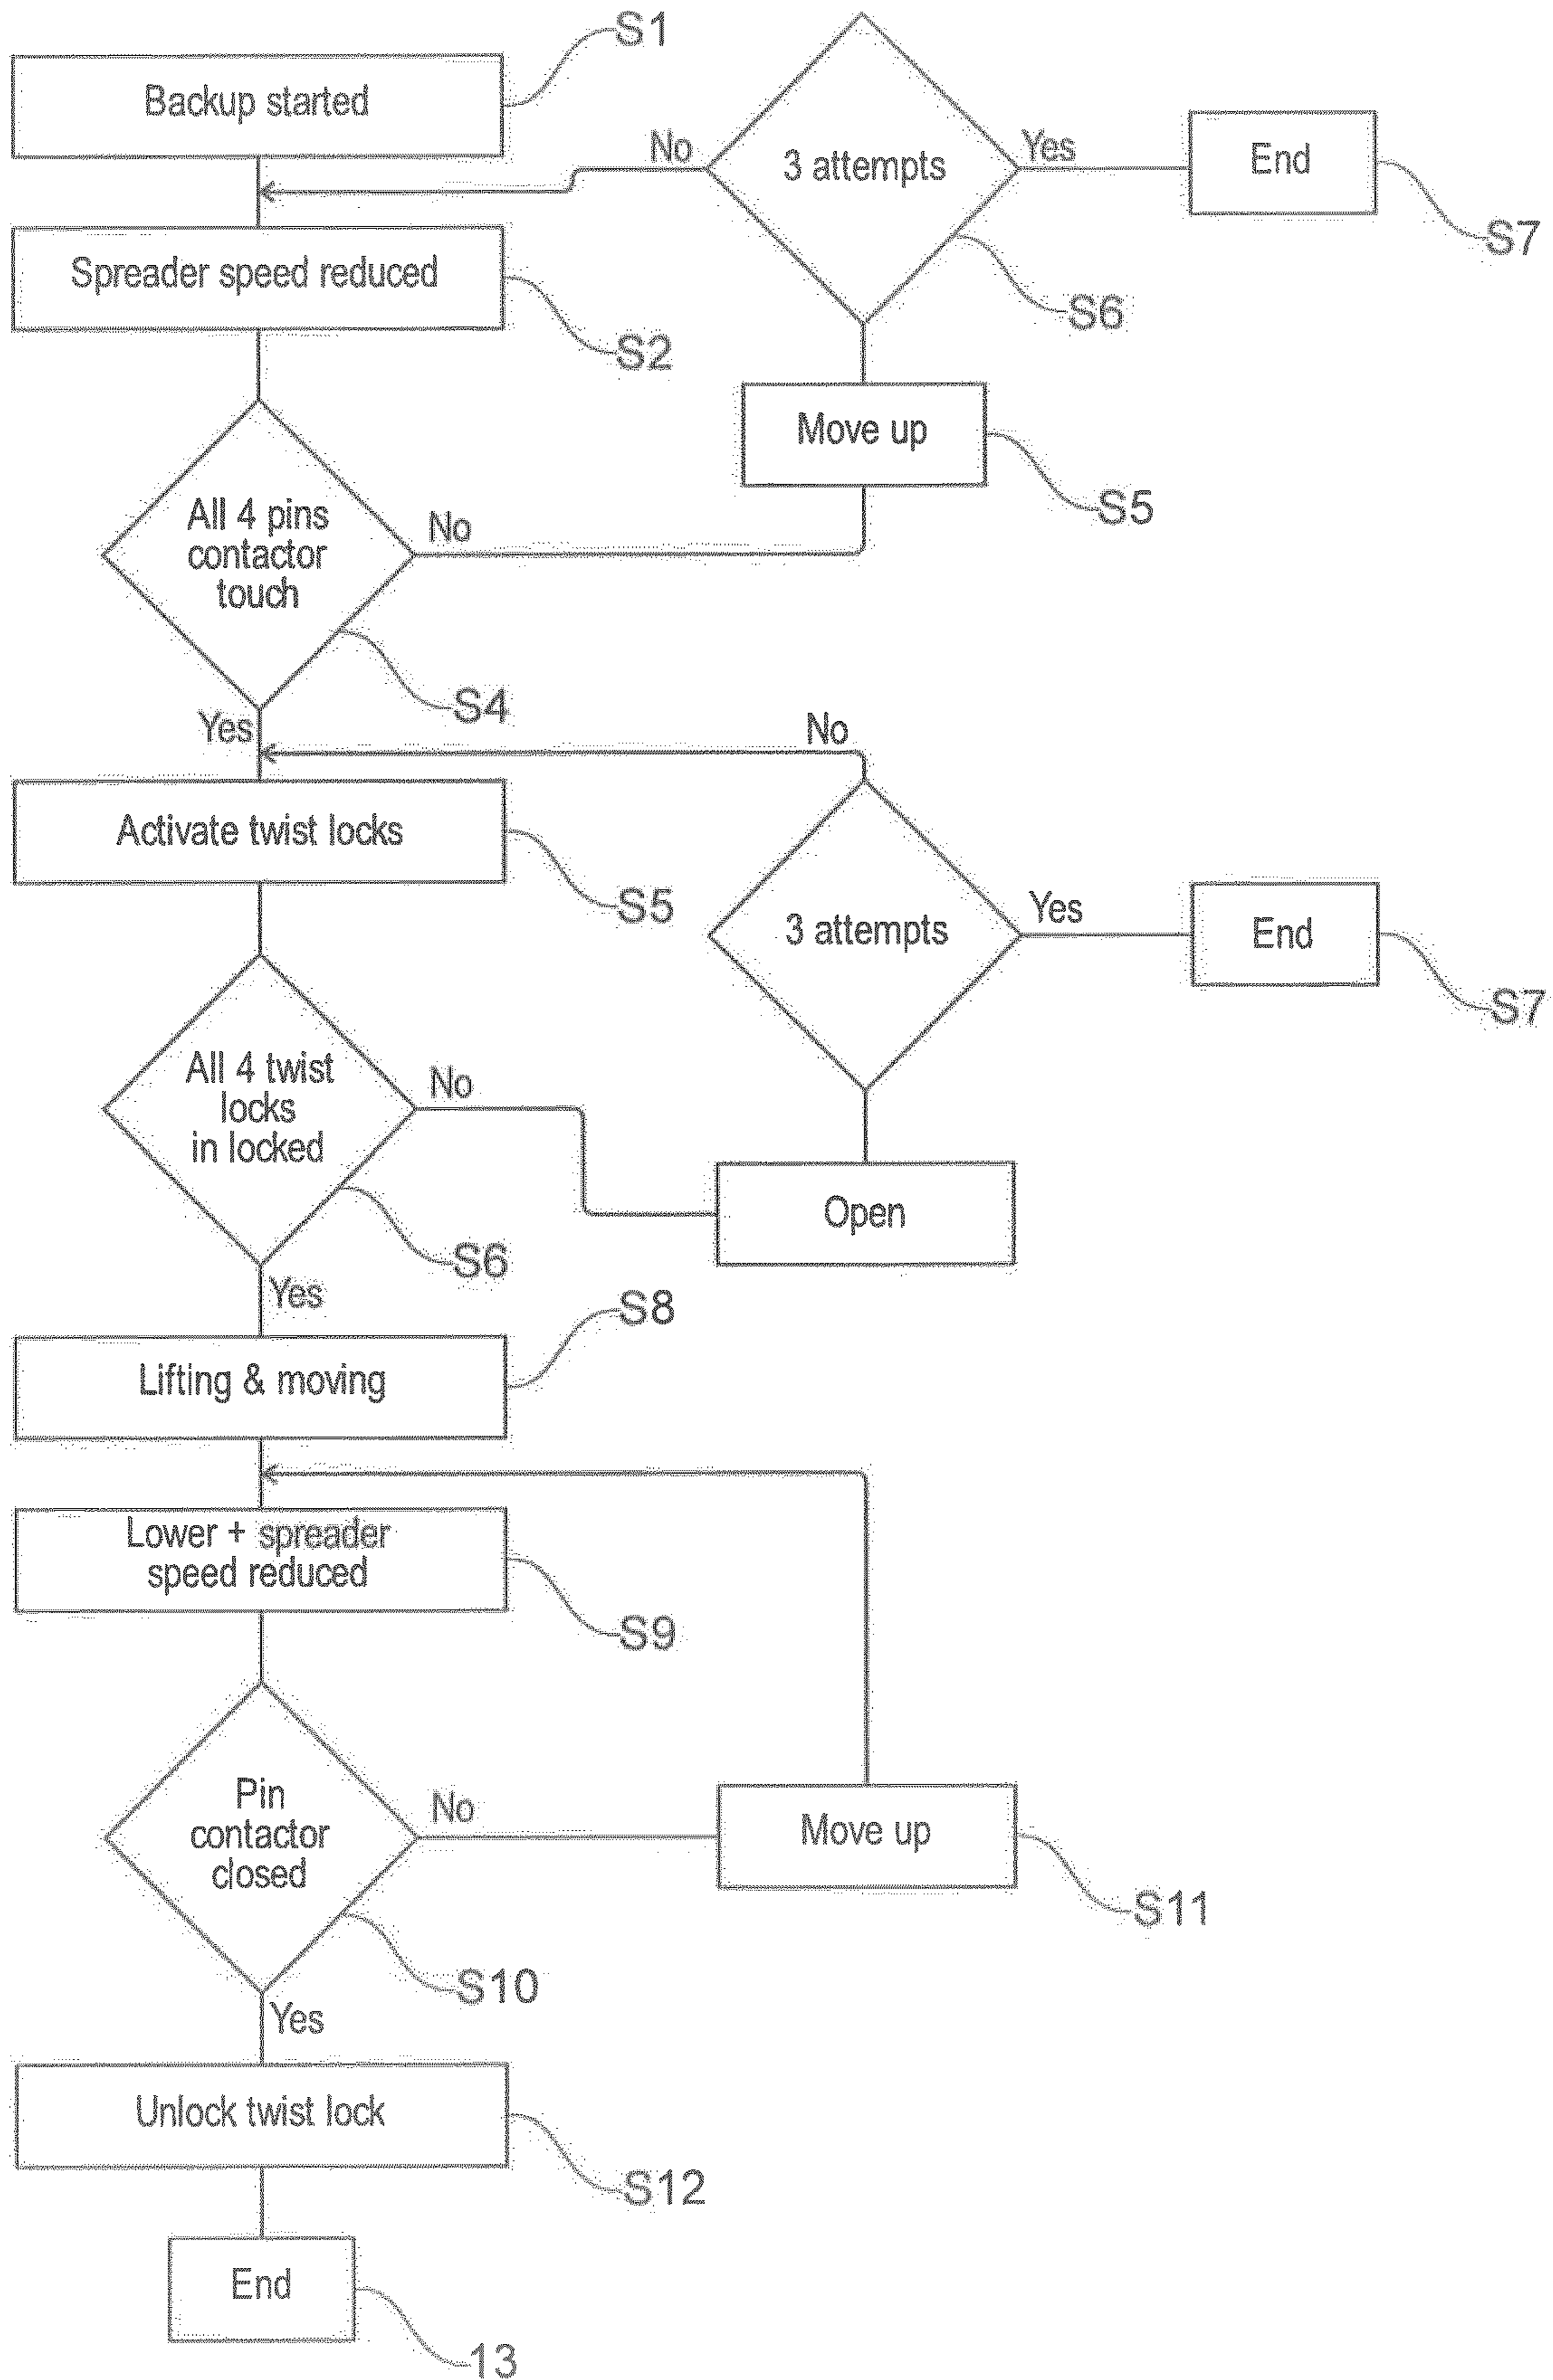 S1
Backup started
3 attempts
No
Yes
End
S7
S6
Spreader speed reduced
S2
Move up
S5
All 4 pins
contactor
touch
No
S4
Yes
No
Activate twist locks
S5
3 attempts
Yes
End
S7
All 4 twist
locks
in locked
No
S6
Open
Yes
S8
Lifting & moving
Lower + spreader
speed reduced
S9
Pin
contactor
closed
No
Move up
S11
S10
Yes
Unlock twist lock
S12
End
13